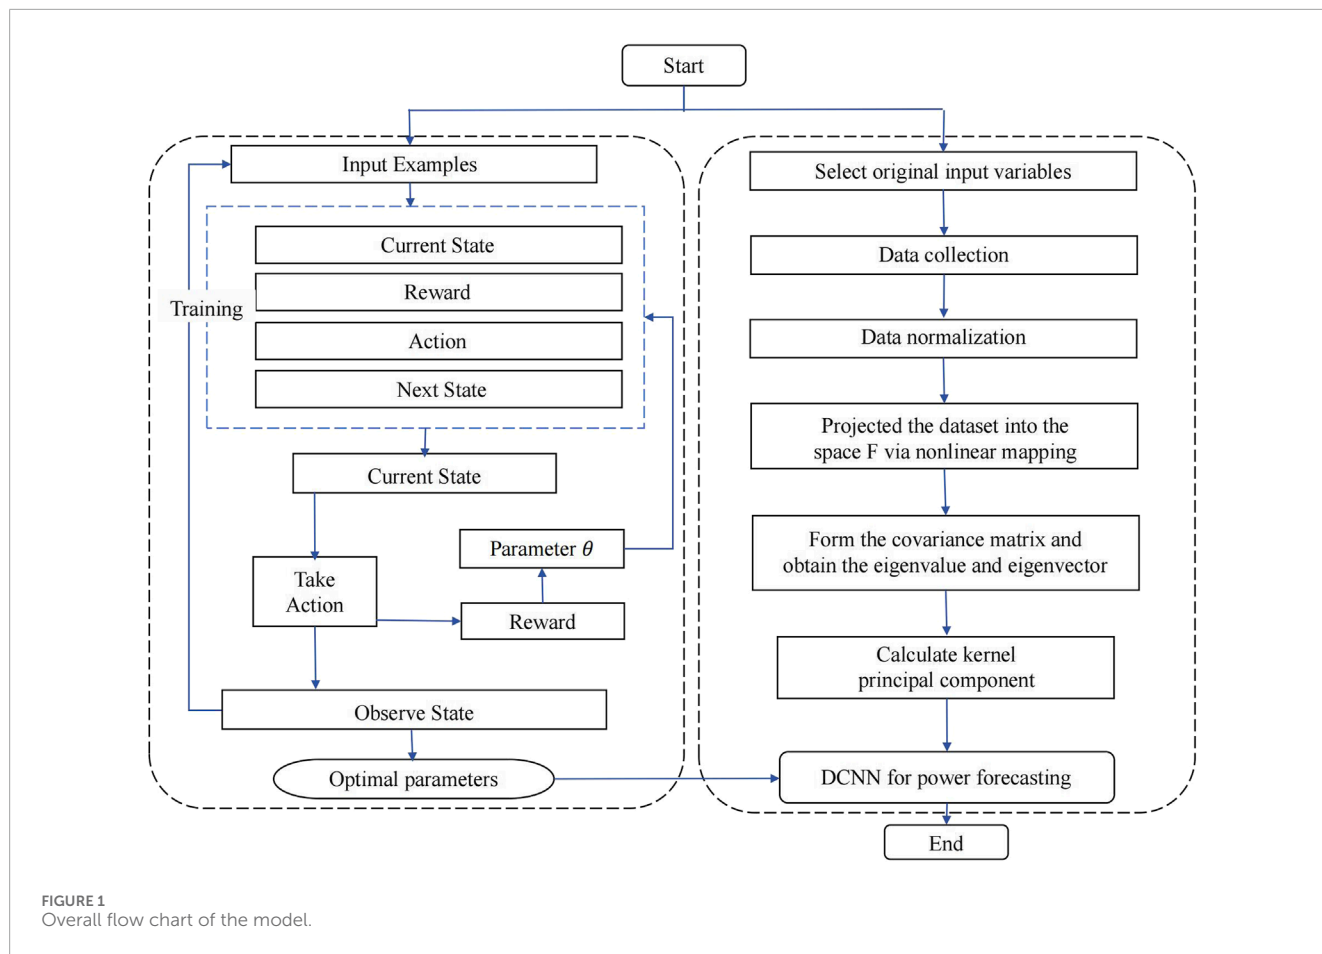 Start
Input Examples
Current State
Reward
Training
Action
Next State
Current State
Parameter θ
Take
Action
Reward
Observe State
Optimal parameters
Select original input variables
Data collection
Data normalization
Projected the dataset into the
space F via nonlinear mapping
Form the covariance matrix and
obtain the eigenvalue and eigenvector
Calculate kernel
principal component
DCNN for power forecasting
End
FIGURE 1
Overall flow chart of the model.